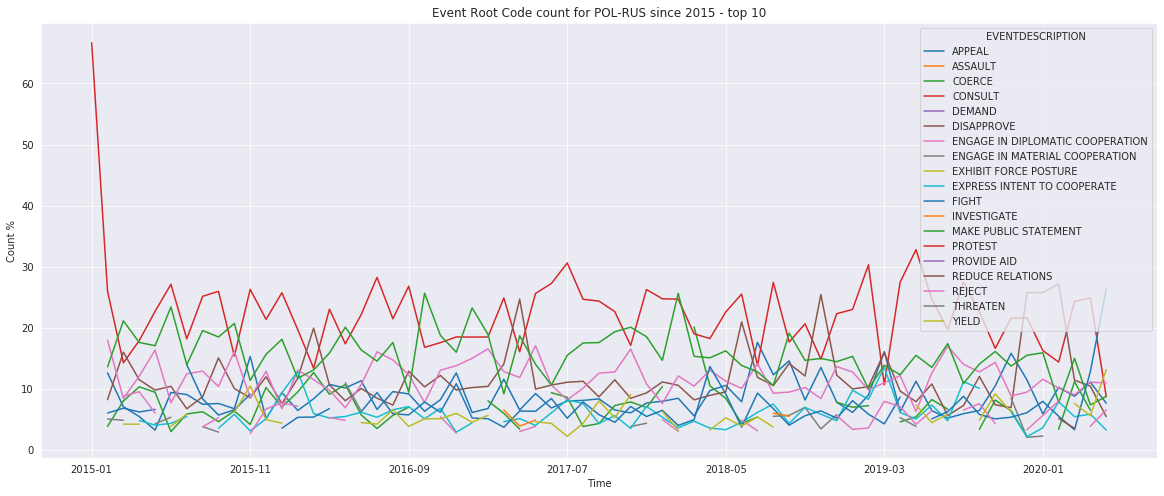 Event Root Code count for POL-RUS since 2015 - top 10
EVENTDESCRIPTION
APPEAL
ASSAULT
COERCE
CONSULT
DEMAND
DISAPPROVE
ENGAGE IN DIPLOMATIC COOPERATION
ENGAGE IN MATERIAL COOPERATION
EXHIBIT FORCE POSTURE
EXPRESS INTENT TO COOPERATE
FIGHT
INVESTIGATE
MAKE PUBLIC STATEMENT
PROTEST
PROVIDE AID
REDUCE RELATIONS
REJECT
THREATEN
YIELD
Count %
60
50
40
30
20
10
0
2015-01 2015-11 2016-09 2017-07 2018-05 2019-03 2020-01
Time